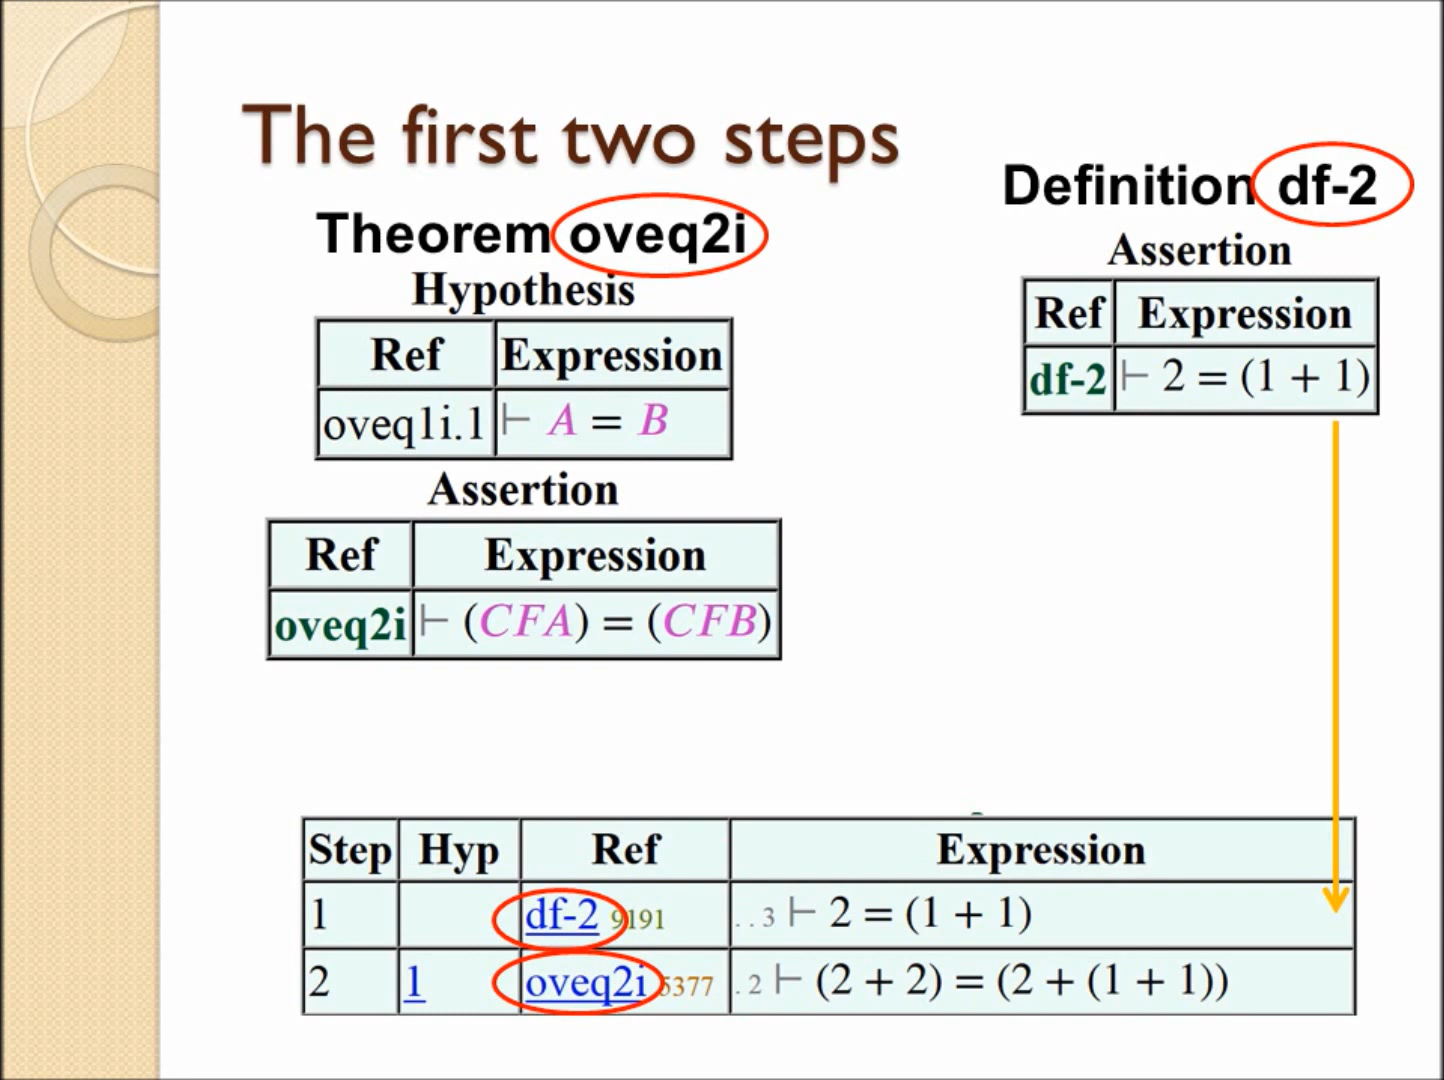 The first two steps
Definition df-2
Assertion
Ref Expression
df-2 ⊢ 2 = (1 + 1)
Theorem oveq2i
Hypothesis
Ref Expression
oveq1i.1 ⊢ A = B
Assertion
Ref Expression
oveq2i ⊢ (CFA) = (CFB)
Step Hyp Ref Expression
1 df-2 9191 . . 3 ⊢ 2 = (1 + 1)
2 1 oveq2i 5377 . 2 ⊢ (2 + 2) = (2 + (1 + 1))